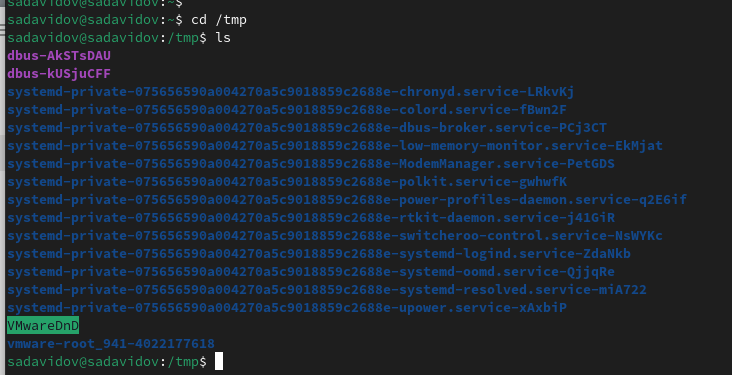 sadavidov@sadavidov:~$
sadavidov@sadavidov:~$ cd /tmp
sadavidov@sadavidov:/tmp$ ls
dbus-AkSTsDAU
dbus-kUSjuCFF
systemd-private-075656590a004270a5c9018859c2688e-chronyd.service-LRkvKj
systemd-private-075656590a004270a5c9018859c2688e-colord.service-fBwn2F
systemd-private-075656590a004270a5c9018859c2688e-dbus-broker.service-PCj3CT
systemd-private-075656590a004270a5c9018859c2688e-low-memory-monitor.service-EkMjat
systemd-private-075656590a004270a5c9018859c2688e-ModemManager.service-PetGDS
systemd-private-075656590a004270a5c9018859c2688e-polkit.service-gwhwfK
systemd-private-075656590a004270a5c9018859c2688e-power-profiles-daemon.service-q2E6if
systemd-private-075656590a004270a5c9018859c2688e-rtkit-daemon.service-j41GiR
systemd-private-075656590a004270a5c9018859c2688e-switcheroo-control.service-NsWYKc
systemd-private-075656590a004270a5c9018859c2688e-systemd-logind.service-ZdaNkb
systemd-private-075656590a004270a5c9018859c2688e-systemd-oomd.service-QjjqRe
systemd-private-075656590a004270a5c9018859c2688e-systemd-resolved.service-miA722
systemd-private-075656590a004270a5c9018859c2688e-upower.service-xAxbiP
VMwareDnD
vmware-root_941-4022177618
sadavidov@sadavidov:/tmp$